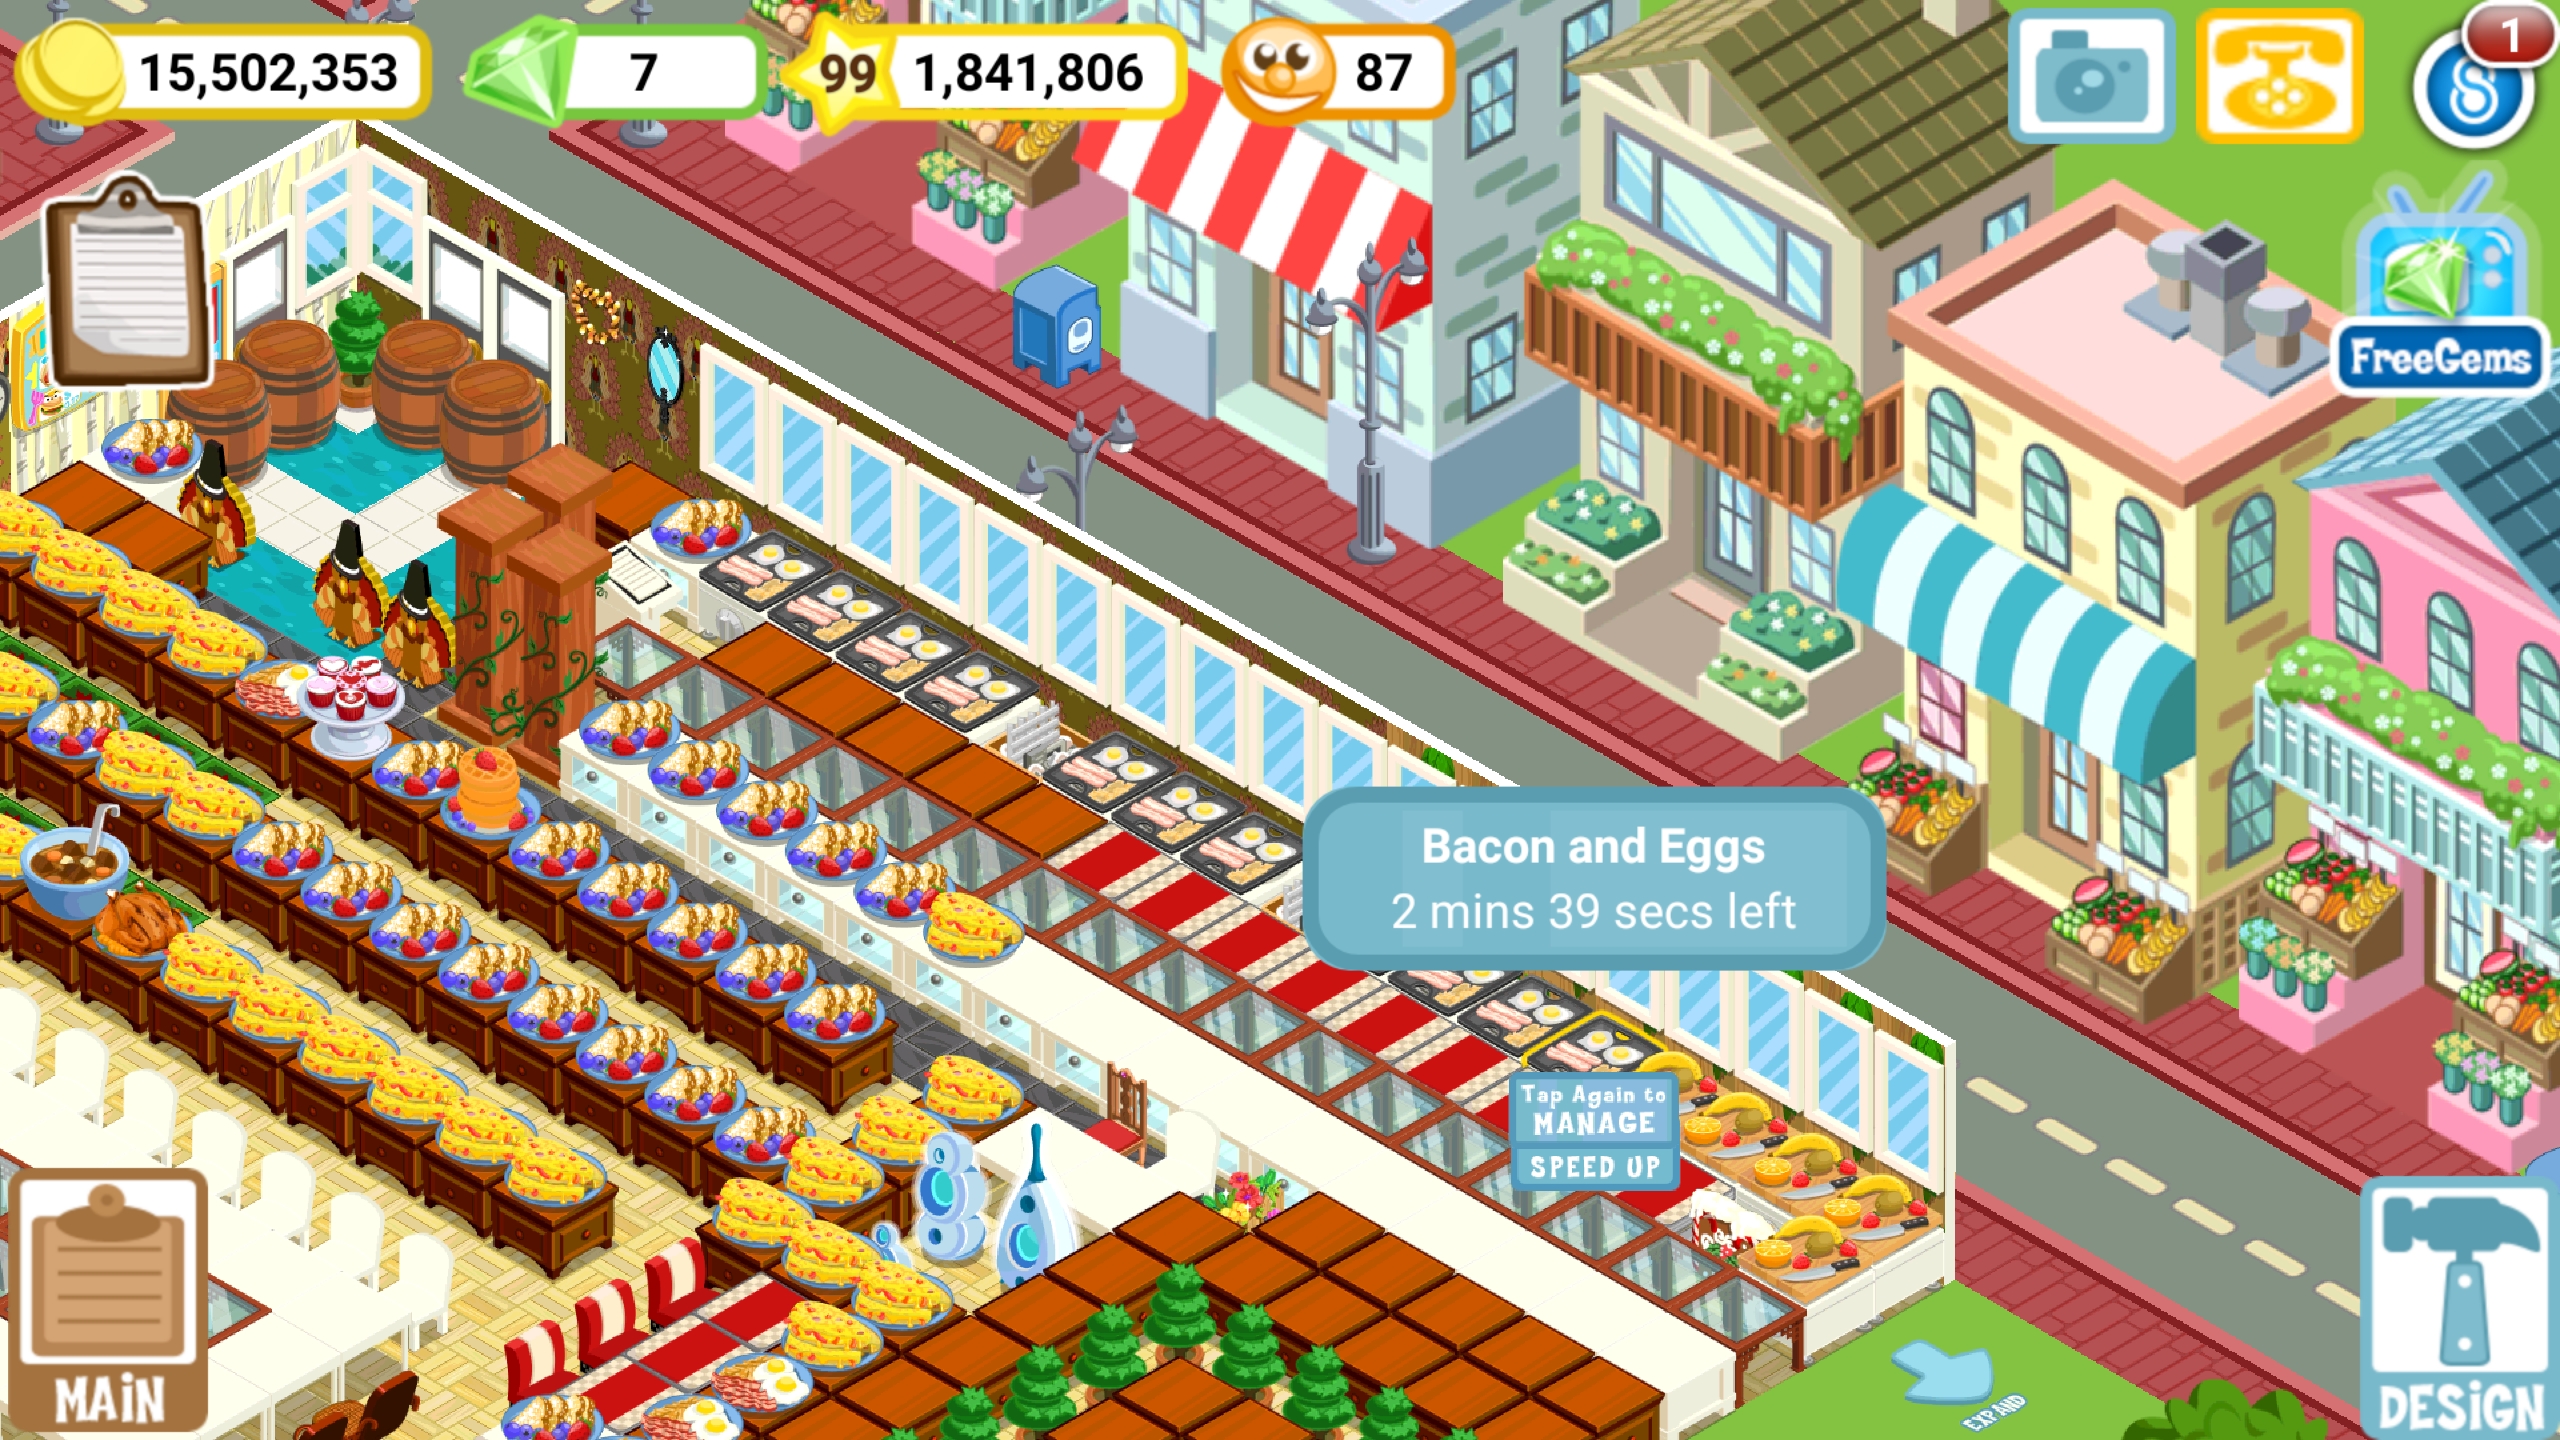 15,502,353
7
99
1,841,806
87
1
FreeGems
Bacon and Eggs
2 mins 39 secs left
Tap Again to
MANAGE
SPEED UP
MAiN
EXPAND
DESiGN